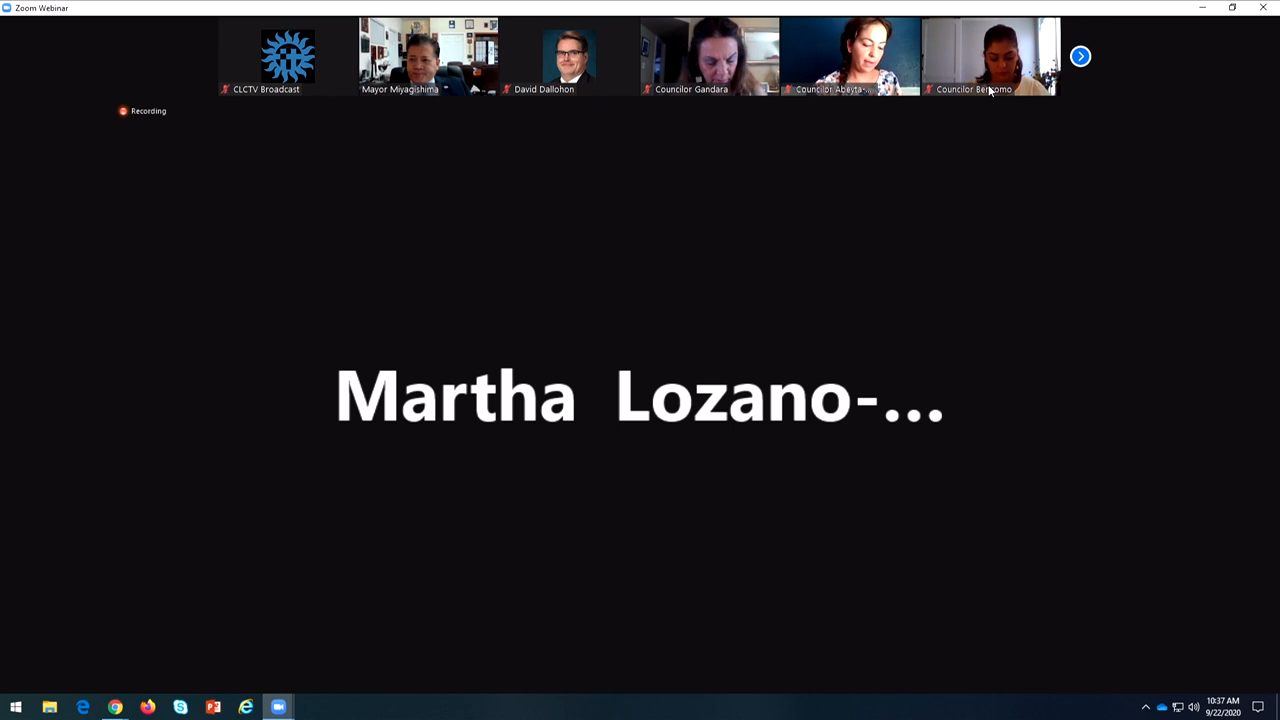 Zoom Webinar
CLCTV Broadcast
Mayor Miyagishima
David Dallohon
Councilor Gandara
Councilor Abeyta-...
Councilor
Recording
Martha Lozano-...
10:37 AM
9/22/2020